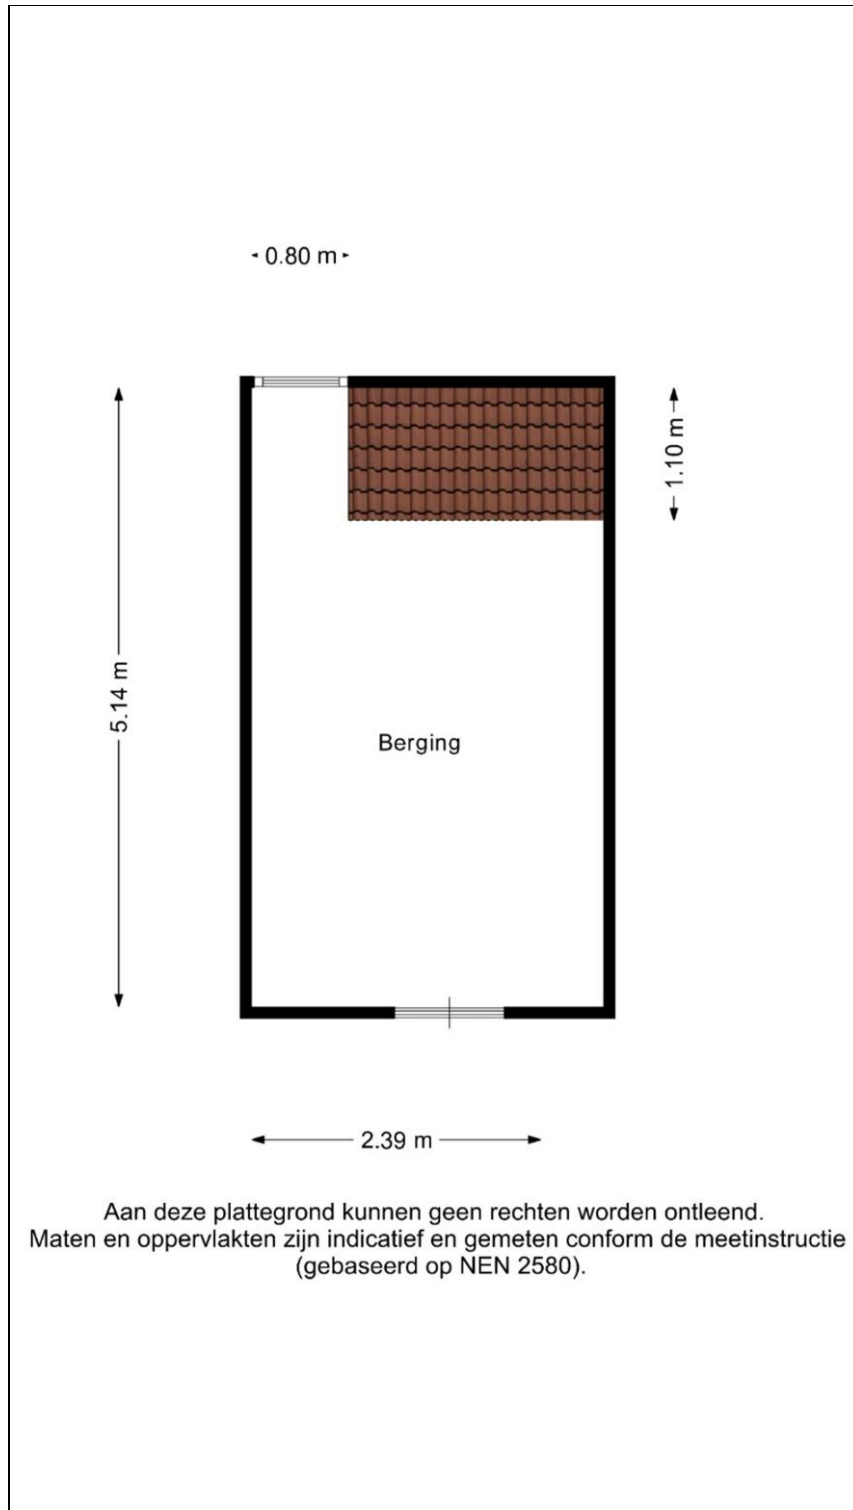 0.80 m
1.10 m
5.14 m
Berging
2.39 m
Aan deze plattegrond kunnen geen rechten worden ontleend.
Maten en oppervlakten zijn indicatief en gemeten conform de meetinstructie
(gebaseerd op NEN 2580).